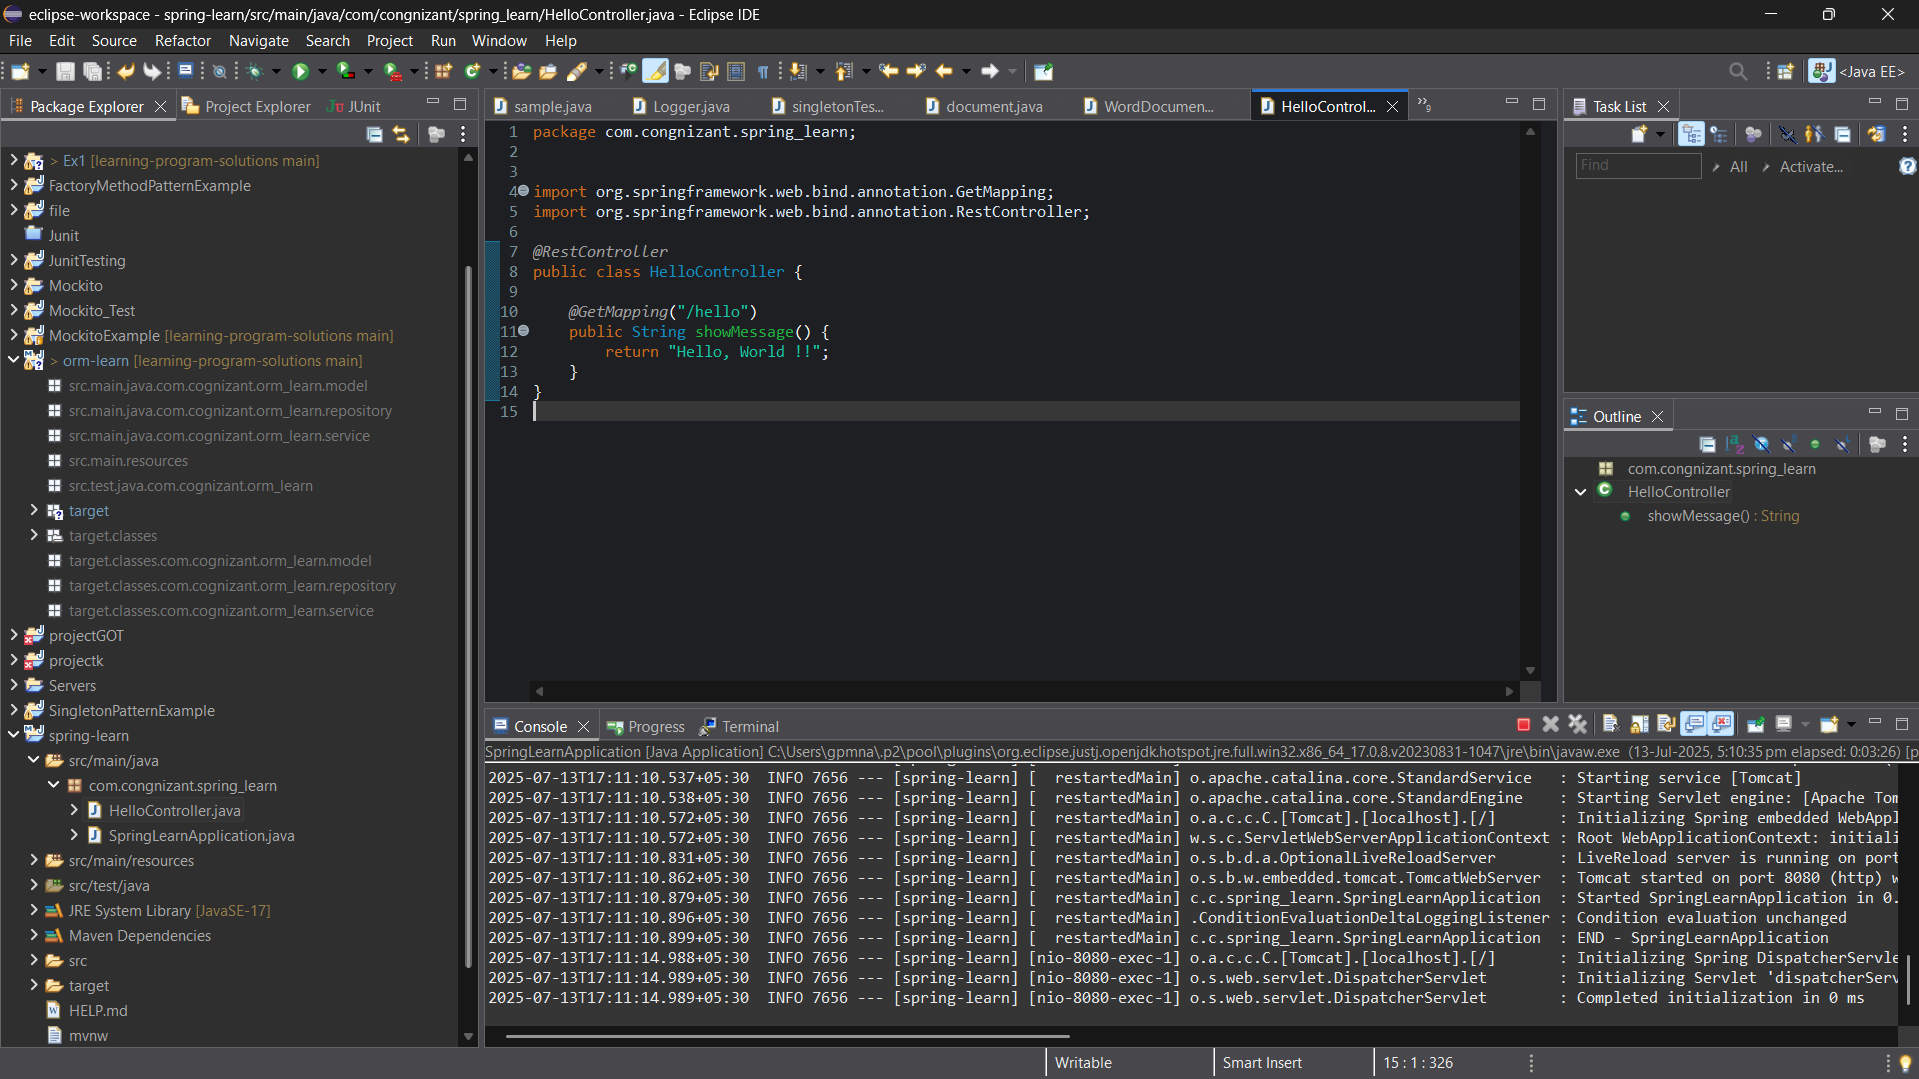 eclipse-workspace - spring-learn/src/main/java/com/congnizant/spring_learn/HelloController.java - Eclipse IDE
File Edit Source Refactor Navigate Search Project Run Window Help
<Java EE>
Package Explorer
Project Explorer
JUnit
> Ex1 [learning-program-solutions main]
FactoryMethodPatternExample
file
Junit
JunitTesting
Mockito
Mockito_Test
MockitoExample [learning-program-solutions main]
> orm-learn [learning-program-solutions main]
src.main.java.com.cognizant.orm_learn.model
src.main.java.com.cognizant.orm_learn.repository
src.main.java.com.cognizant.orm_learn.service
src.main.resources
src.test.java.com.cognizant.orm_learn
target
target.classes
target.classes.com.cognizant.orm_learn.model
target.classes.com.cognizant.orm_learn.repository
target.classes.com.cognizant.orm_learn.service
projectGOT
projectk
Servers
SingletonPatternExample
spring-learn
src/main/java
com.congnizant.spring_learn
HelloController.java
SpringLearnApplication.java
src/main/resources
src/test/java
JRE System Library [JavaSE-17]
Maven Dependencies
src
target
HELP.md
mvnw
sample.java
Logger.java
singletonTes...
document.java
WordDocumen...
HelloControl...
»9
1 package com.congnizant.spring_learn;
2
3
4 import org.springframework.web.bind.annotation.GetMapping;
5 import org.springframework.web.bind.annotation.RestController;
6
7 @RestController
8 public class HelloController {
9
10 @GetMapping("/hello")
11 public String showMessage() {
12 return "Hello, World !!";
13 }
14 }
15
Task List
Find
All
Activate...
Outline
com.congnizant.spring_learn
HelloController
showMessage() : String
Console
Progress
Terminal
SpringLearnApplication [Java Application] C:\Users\gpmna\.p2\pool\plugins\org.eclipse.justj.openjdk.hotspot.jre.full.win32.x86_64_17.0.8.v20230831-1047\jre\bin\javaw.exe (13-Jul-2025, 5:10:35 pm elapsed: 0:03:26) [p
2025-07-13T17:11:10.537+05:30 INFO 7656 --- [spring-learn] [ restartedMain] o.apache.catalina.core.StandardService : Starting service [Tomcat]
2025-07-13T17:11:10.538+05:30 INFO 7656 --- [spring-learn] [ restartedMain] o.apache.catalina.core.StandardEngine : Starting Servlet engine: [Apache Tom
2025-07-13T17:11:10.572+05:30 INFO 7656 --- [spring-learn] [ restartedMain] o.a.c.c.C.[Tomcat].[localhost].[/] : Initializing Spring embedded WebAppl
2025-07-13T17:11:10.572+05:30 INFO 7656 --- [spring-learn] [ restartedMain] w.s.c.ServletWebServerApplicationContext : Root WebApplicationContext: initiali
2025-07-13T17:11:10.831+05:30 INFO 7656 --- [spring-learn] [ restartedMain] o.s.b.d.a.OptionalLiveReloadServer : LiveReload server is running on port
2025-07-13T17:11:10.862+05:30 INFO 7656 --- [spring-learn] [ restartedMain] o.s.b.w.embedded.tomcat.TomcatWebServer : Tomcat started on port 8080 (http) w
2025-07-13T17:11:10.879+05:30 INFO 7656 --- [spring-learn] [ restartedMain] c.c.spring_learn.SpringLearnApplication : Started SpringLearnApplication in 0.
2025-07-13T17:11:10.896+05:30 INFO 7656 --- [spring-learn] [ restartedMain] .ConditionEvaluationDeltaLoggingListener : Condition evaluation unchanged
2025-07-13T17:11:10.899+05:30 INFO 7656 --- [spring-learn] [ restartedMain] c.c.spring_learn.SpringLearnApplication : END - SpringLearnApplication
2025-07-13T17:11:14.988+05:30 INFO 7656 --- [spring-learn] [nio-8080-exec-1] o.a.c.c.C.[Tomcat].[localhost].[/] : Initializing Spring DispatcherServle
2025-07-13T17:11:14.989+05:30 INFO 7656 --- [spring-learn] [nio-8080-exec-1] o.s.web.servlet.DispatcherServlet : Initializing Servlet 'dispatcherServ
2025-07-13T17:11:14.989+05:30 INFO 7656 --- [spring-learn] [nio-8080-exec-1] o.s.web.servlet.DispatcherServlet : Completed initialization in 0 ms
Writable
Smart Insert
15 : 1 : 326